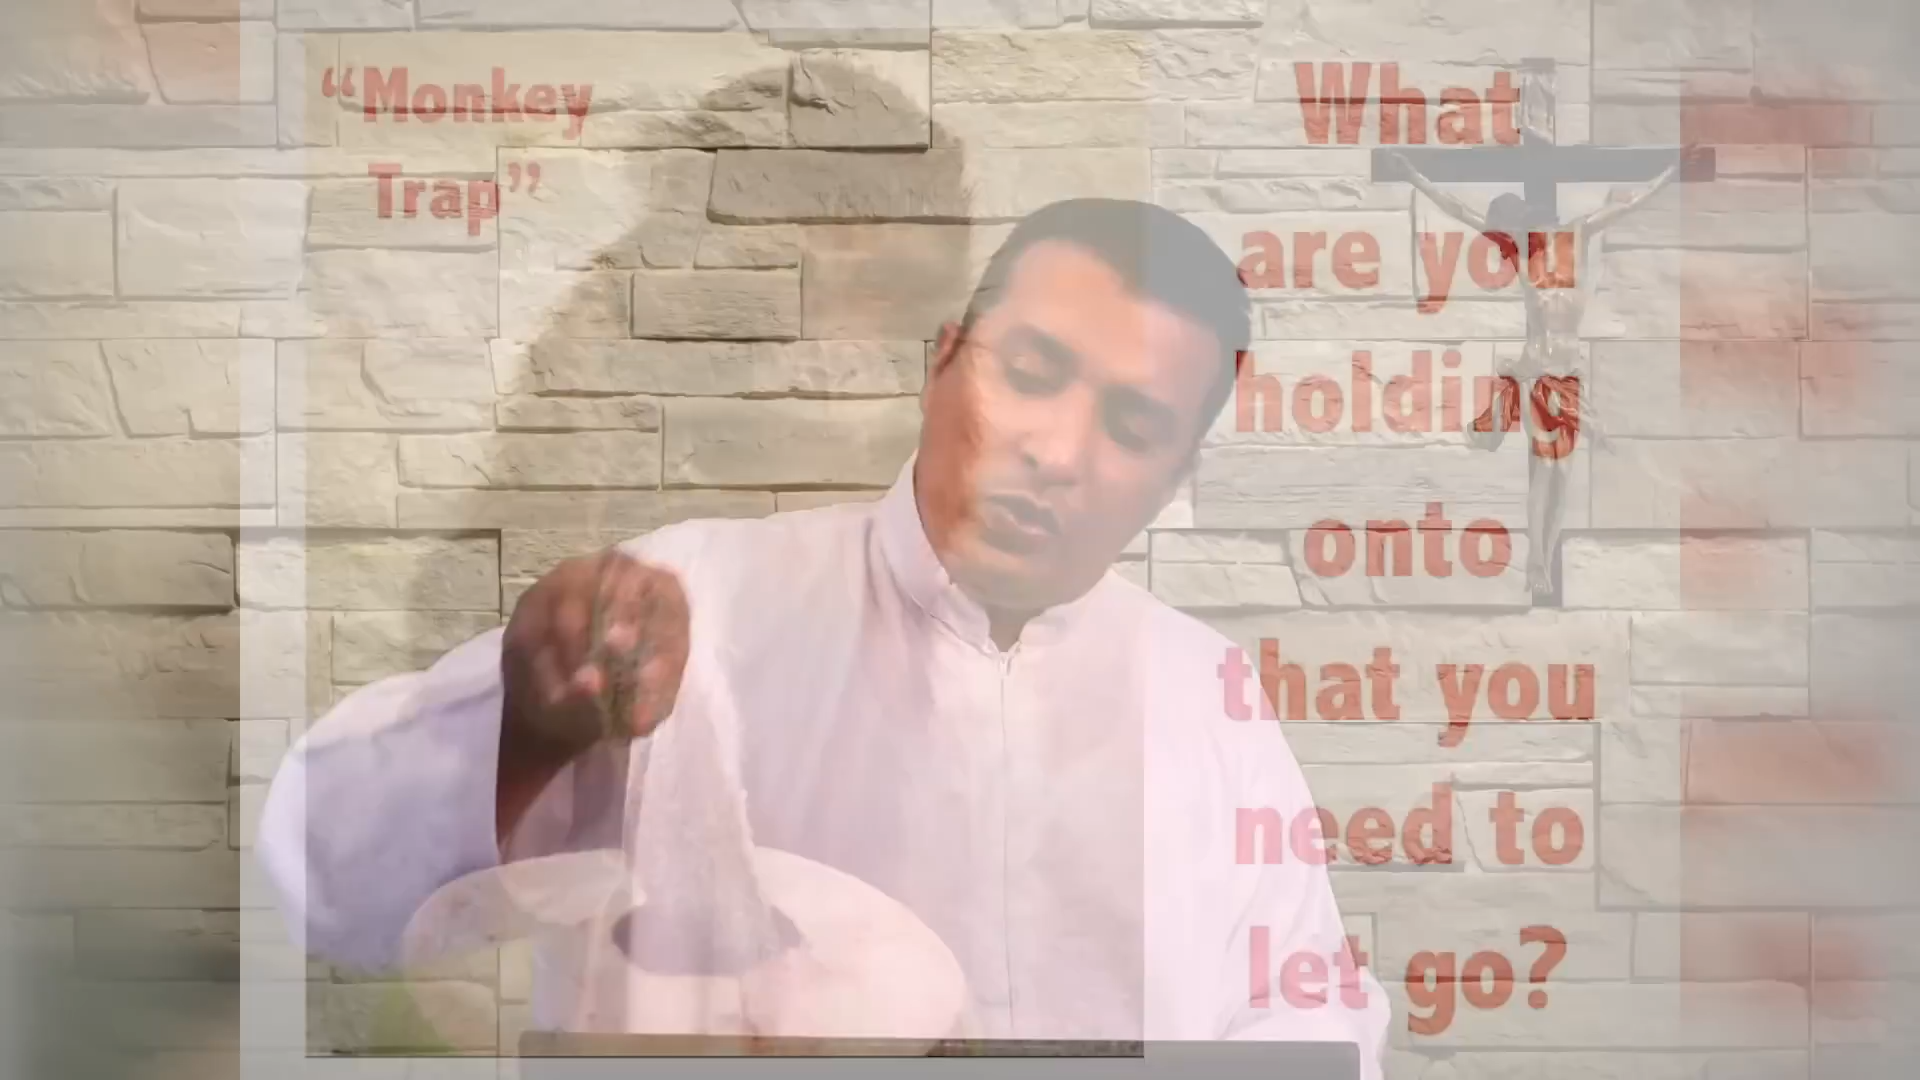 “Monkey
Trap”
What
are you
holding
onto
that you
need to
let go?